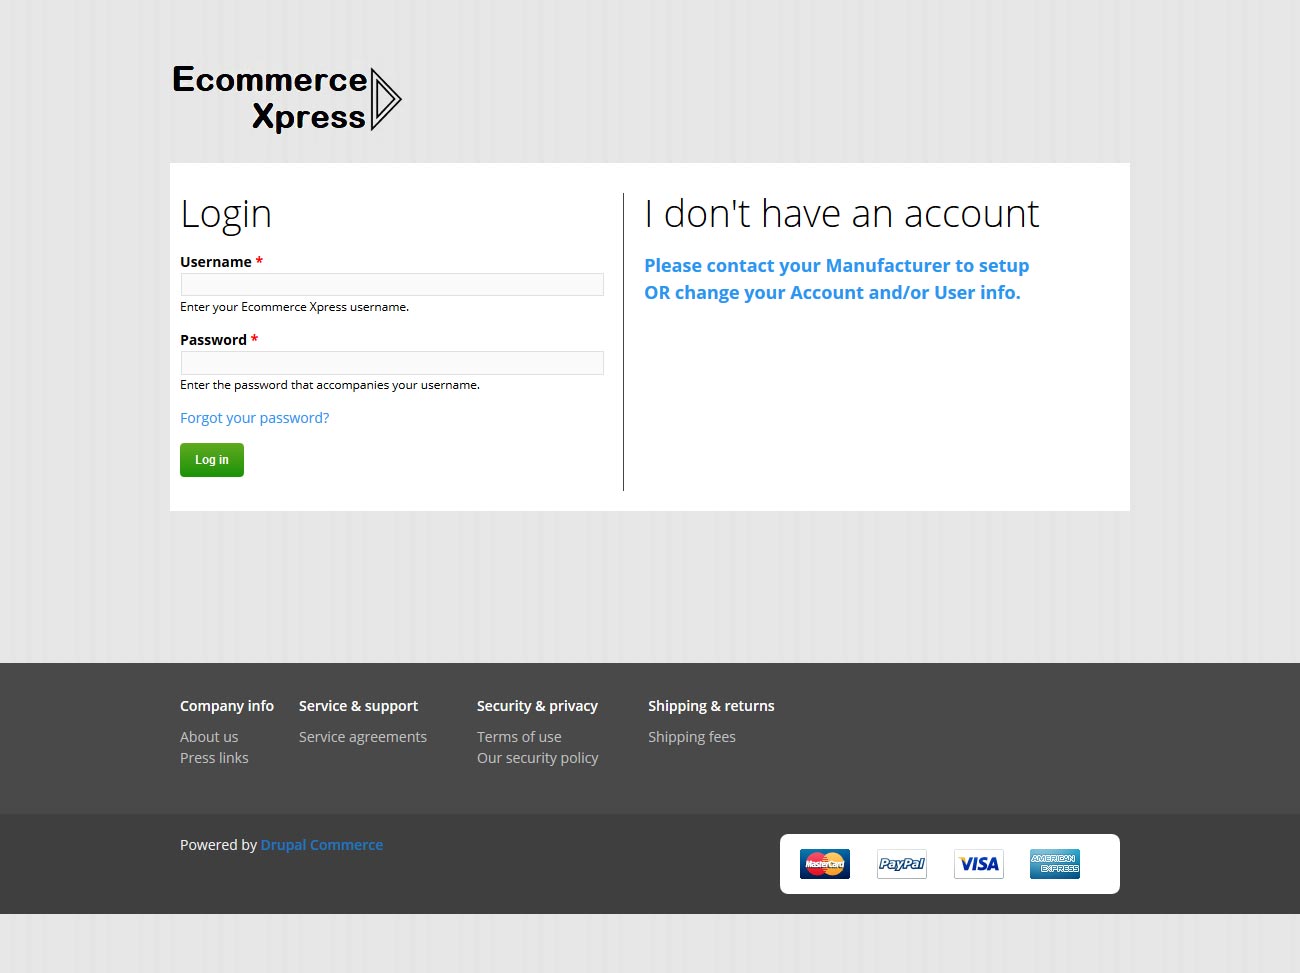 Ecommerce
Xpress
Login
Username *
Enter your Ecommerce Xpress username.
Password *
Enter the password that accompanies your username.
Forgot your password?
Log in
I don't have an account
Please contact your Manufacturer to setup
OR change your Account and/or User info.
Company info
About us
Press links
Service & support
Service agreements
Security & privacy
Terms of use
Our security policy
Shipping & returns
Shipping fees
Powered by Drupal Commerce
MasterCard
PayPal
VISA
AMERICAN
EXPRESS